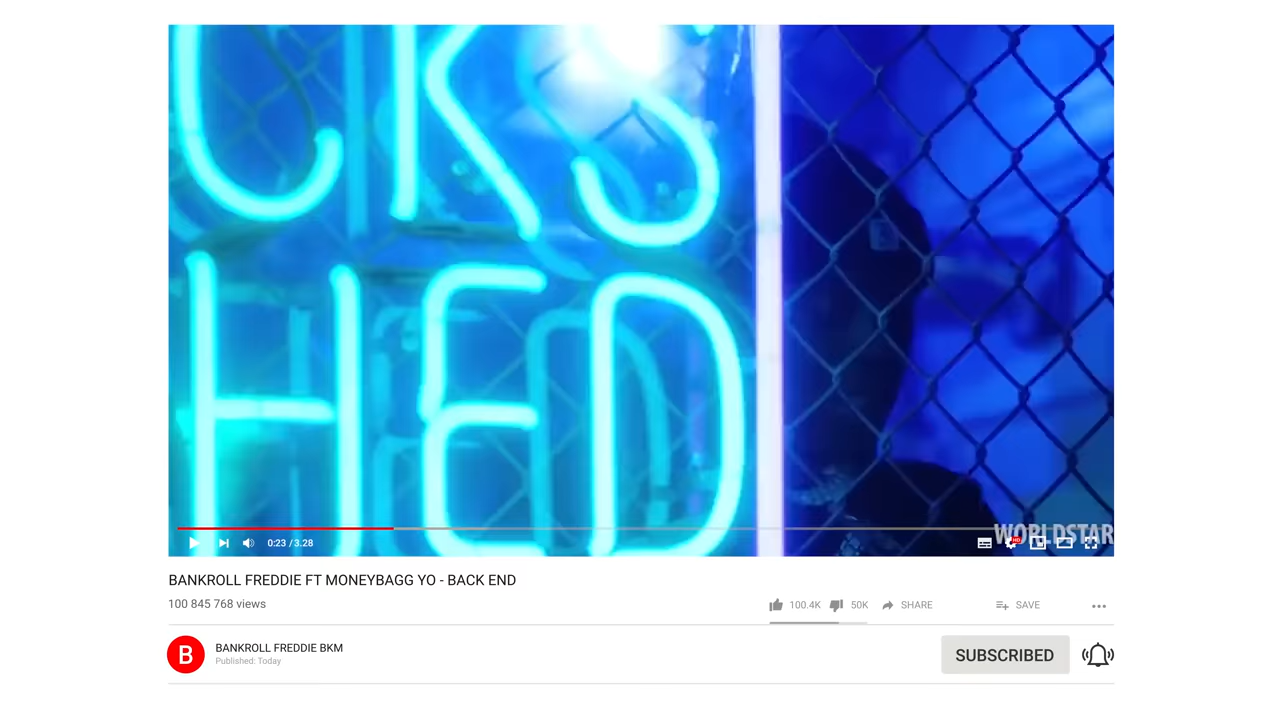 CKS
HED
WORLDSTAR
0:23 / 3.28
HD
BANKROLL FREDDIE FT MONEYBAGG YO - BACK END
100 845 768 views
100.4K 50K SHARE SAVE
B
BANKROLL FREDDIE BKM
Published: Today
SUBSCRIBED